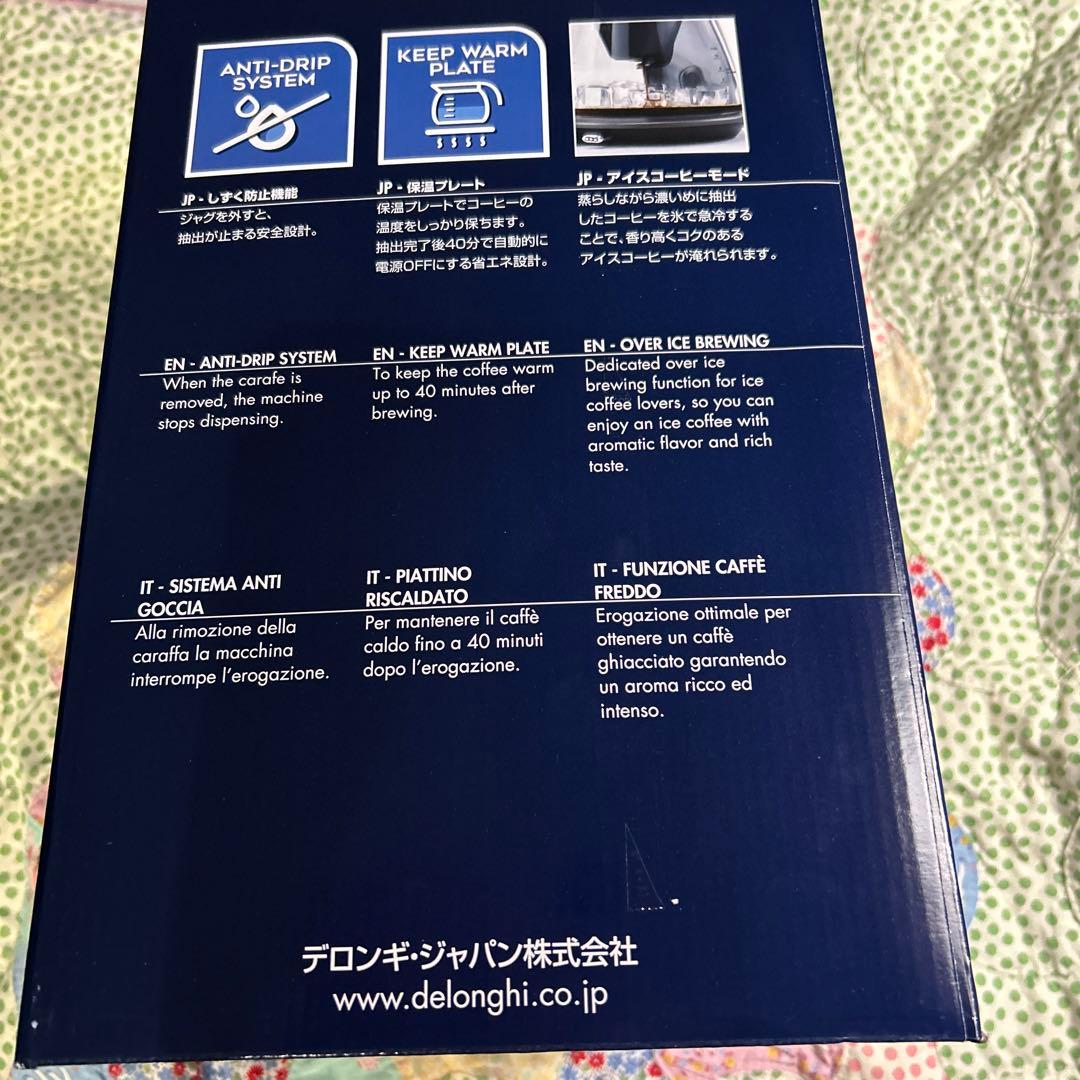 ANTI-DRIP
SYSTEM
KEEP WARM
PLATE
JP - しずく防止機能
ジャグを外すと、
抽出が止まる安全設計。
JP - 保温プレート
保温プレートでコーヒーの
温度をしっかり保ちます。
抽出完了後40分で自動的に
電源OFFにする省エネ設計。
JP - アイスコーヒーモード
蒸らしながら濃いめに抽出
したコーヒーを氷で急冷する
ことで、香り高くコクのある
アイスコーヒーが淹れられます。
EN - ANTI-DRIP SYSTEM
When the carafe is
removed, the machine
stops dispensing.
EN - KEEP WARM PLATE
To keep the coffee warm
up to 40 minutes after
brewing.
EN - OVER ICE BREWING
Dedicated over ice
brewing function for ice
coffee lovers, so you can
enjoy an ice coffee with
aromatic flavor and rich
taste.
IT - SISTEMA ANTI
GOCCIA
Alla rimozione della
caraffa la macchina
interrompe l'erogazione.
IT - PIATTINO
RISCALDATO
Per mantenere il caffè
caldo fino a 40 minuti
dopo l'erogazione.
IT - FUNZIONE CAFFÈ
FREDDO
Erogazione ottimale per
ottenere un caffè
ghiacciato garantendo
un aroma ricco ed
intenso.
デロンギ・ジャパン株式会社
www.delonghi.co.jp